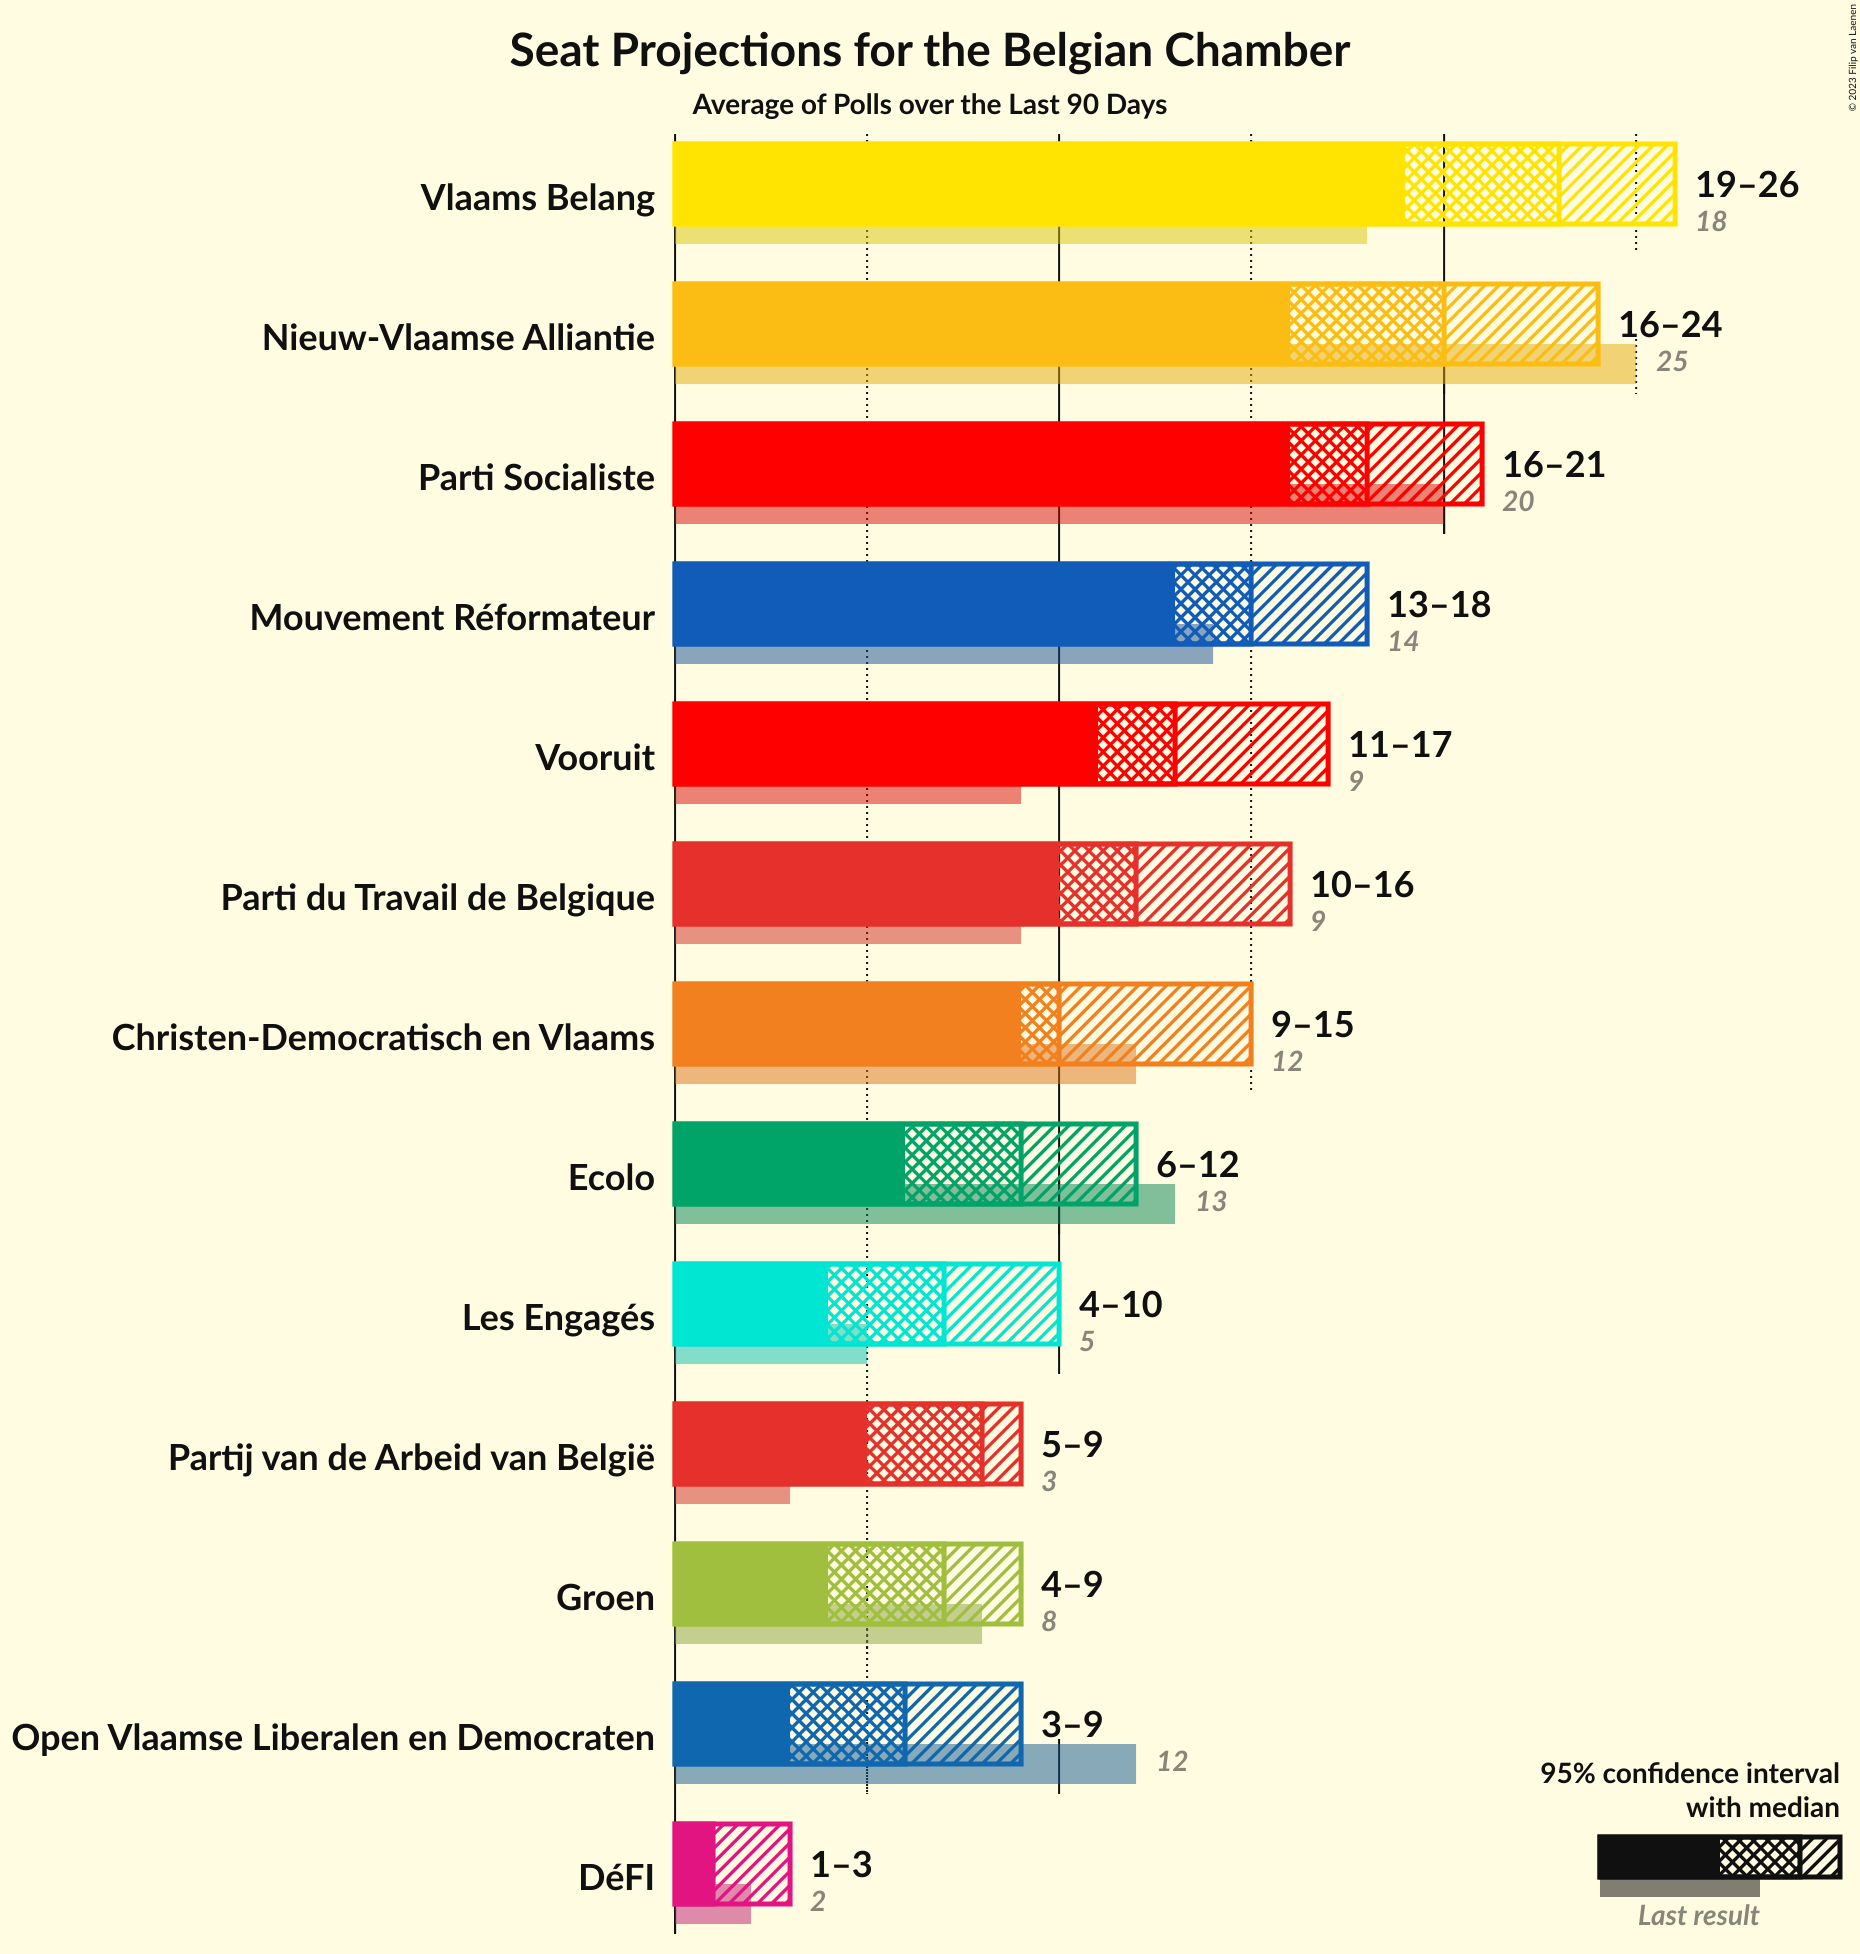 Seat Projections for the Belgian Chamber
Average of Polls over the Last 90 Days
© 2023 Filip van Laenen
Vlaams Belang
19–26
18
Nieuw-Vlaamse Alliantie
16–24
25
Parti Socialiste
16–21
20
Mouvement Réformateur
13–18
14
Vooruit
11–17
9
Parti du Travail de Belgique
10–16
9
Christen-Democratisch en Vlaams
9–15
12
Ecolo
6–12
13
Les Engagés
4–10
5
Partij van de Arbeid van België
5–9
3
Groen
4–9
8
Open Vlaamse Liberalen en Democraten
3–9
12
DéFI
1–3
2
95% confidence interval
with median
Last result